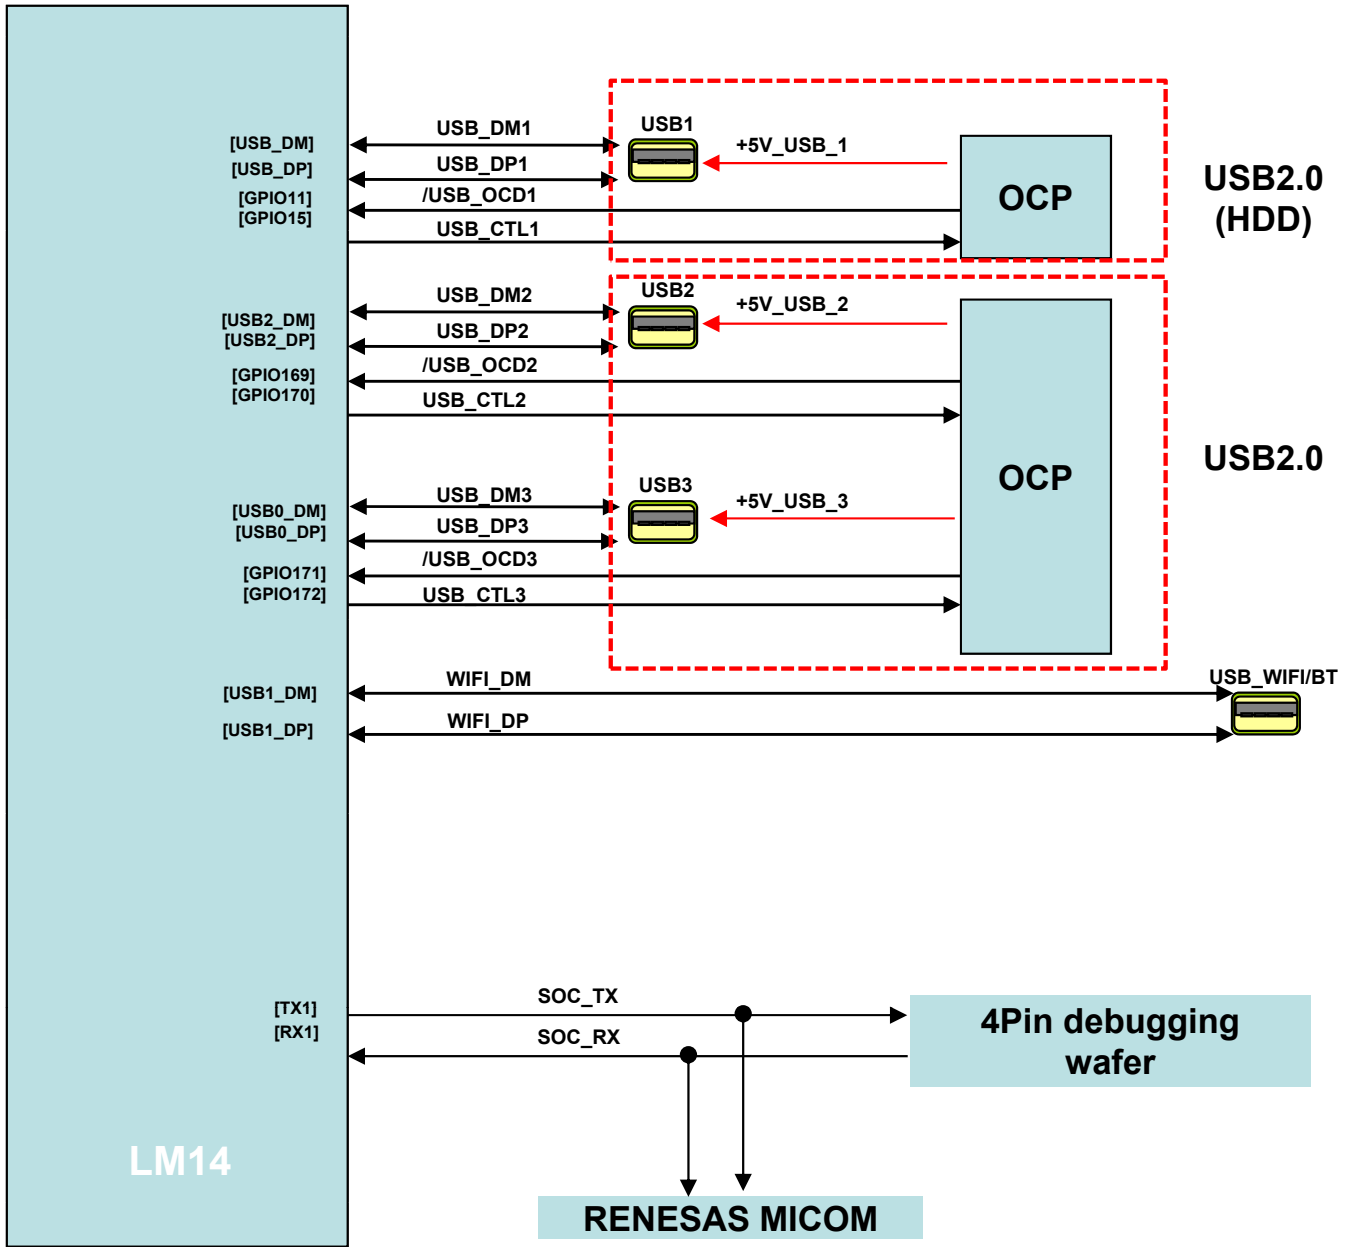 USB_DM1
USB1
[USB_DM]
+5V_USB_1
USB_DP1
[USB_DP]
USB2.0
(HDD)
OCP
/USB_OCD1
[GPIO11]
[GPIO15]
USB_CTL1
USB_DM2
USB2
[USB2_DM]
+5V_USB_2
USB_DP2
[USB2_DP]
/USB_OCD2
[GPIO169]
[GPIO170]
USB_CTL2
USB2.0
OCP
USB_DM3
USB3
[USB0_DM]
+5V_USB_3
USB_DP3
[USB0_DP]
/USB_OCD3
[GPIO171]
[GPIO172]
USB_CTL3
WIFI_DM
USB_WIFI/BT
[USB1_DM]
WIFI_DP
[USB1_DP]
SOC_TX
[TX1]
SOC_RX
[RX1]
4Pin debugging
wafer
LM14
RENESAS MICOM